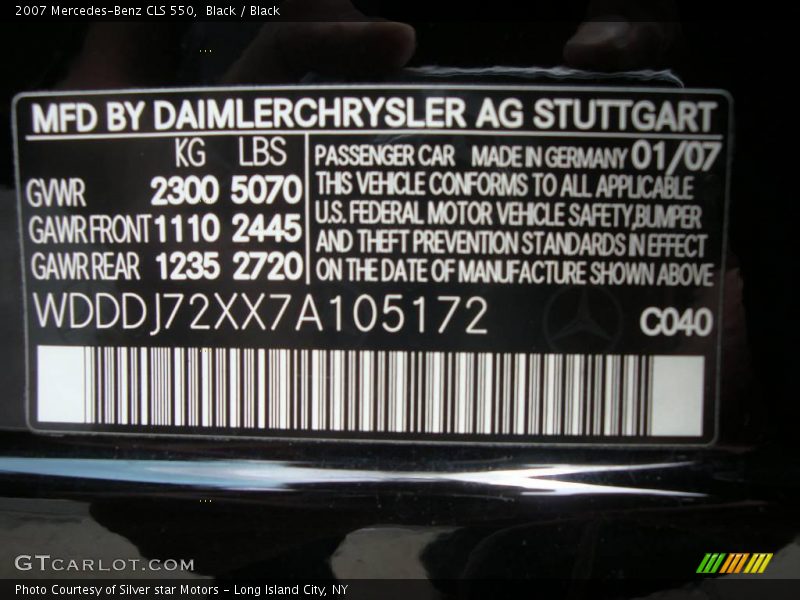 2007 Mercedes-Benz CLS 550, Black / Black
MFD BY DAIMLERCHRYSLER AG STUTTGART
KG LBS
GVWR 2300 5070
GAWR FRONT 1110 2445
GAWR REAR 1235 2720
PASSENGER CAR MADE IN GERMANY 01/07
THIS VEHICLE CONFORMS TO ALL APPLICABLE
U.S. FEDERAL MOTOR VEHICLE SAFETY,BUMPER
AND THEFT PREVENTION STANDARDS IN EFFECT
ON THE DATE OF MANUFACTURE SHOWN ABOVE
WDDDJ72XX7A105172
C040
GTCARLOT.COM
Photo Courtesy of Silver star Motors - Long Island City, NY